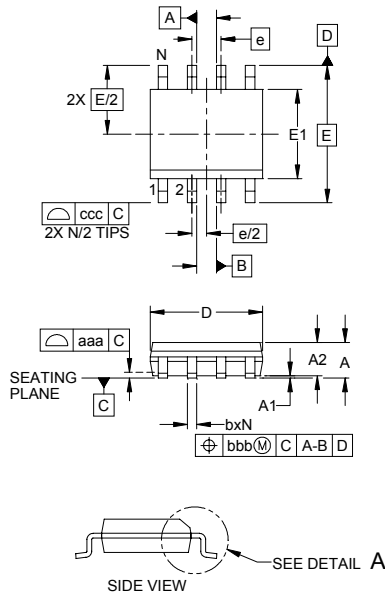 A
e
D
N
2X E/2
E1
E
1
2
⌓ ccc C
2X N/2 TIPS
e/2
B
D
⌓ aaa C
A2
A
SEATING
PLANE
C
A1
bxN
⌖ bbbⓂ C A-B D
SEE DETAIL A
SIDE VIEW